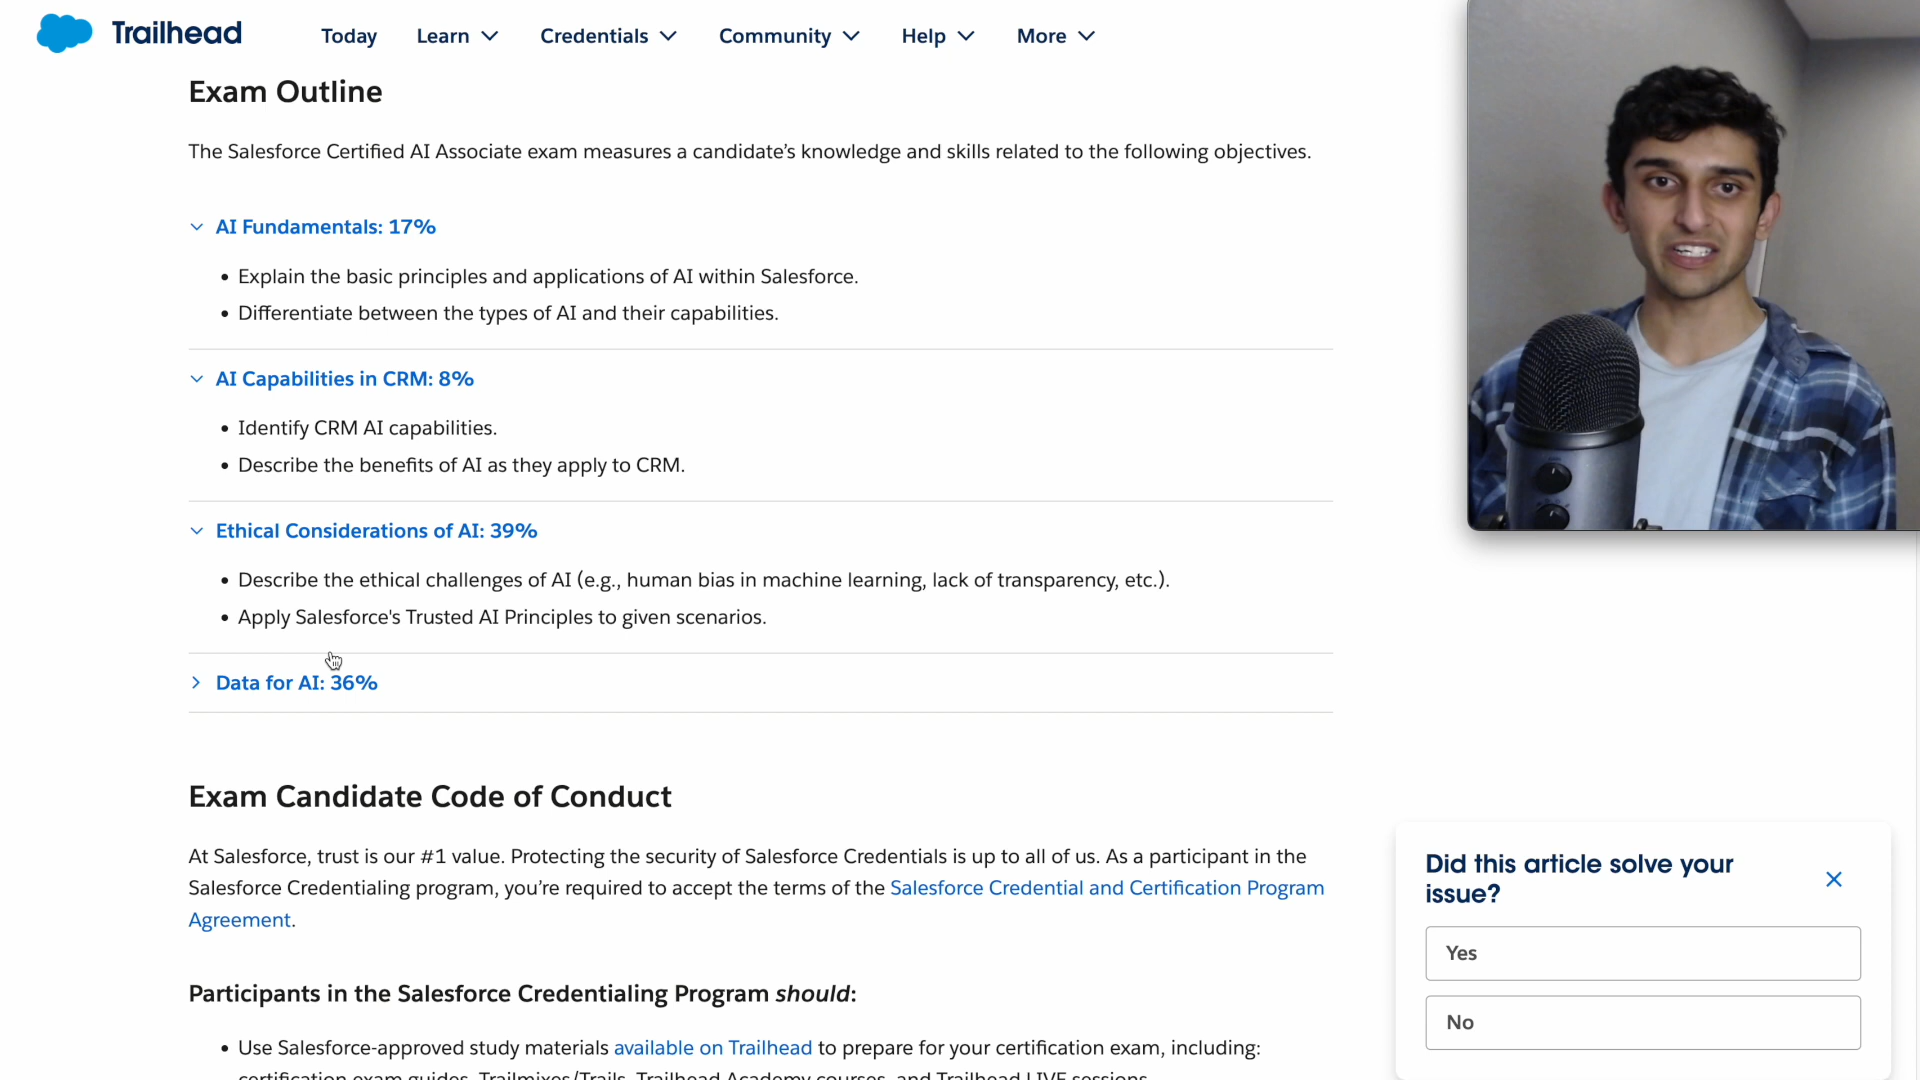 Trailhead
Today
Learn
Credentials
Community
Help
More
Exam Outline
The Salesforce Certified AI Associate exam measures a candidate’s knowledge and skills related to the following objectives.
AI Fundamentals: 17%
• Explain the basic principles and applications of AI within Salesforce.
• Differentiate between the types of AI and their capabilities.
AI Capabilities in CRM: 8%
• Identify CRM AI capabilities.
• Describe the benefits of AI as they apply to CRM.
Ethical Considerations of AI: 39%
• Describe the ethical challenges of AI (e.g., human bias in machine learning, lack of transparency, etc.).
• Apply Salesforce's Trusted AI Principles to given scenarios.
Data for AI: 36%
Exam Candidate Code of Conduct
At Salesforce, trust is our #1 value. Protecting the security of Salesforce Credentials is up to all of us. As a participant in the
Salesforce Credentialing program, you’re required to accept the terms of the Salesforce Credential and Certification Program
Agreement.
Participants in the Salesforce Credentialing Program should:
• Use Salesforce-approved study materials available on Trailhead to prepare for your certification exam, including:
certification exam guides, Trailmixes/Trails, Trailhead Academy courses, and Trailhead LIVE sessions.
Did this article solve your
issue?
Yes
No